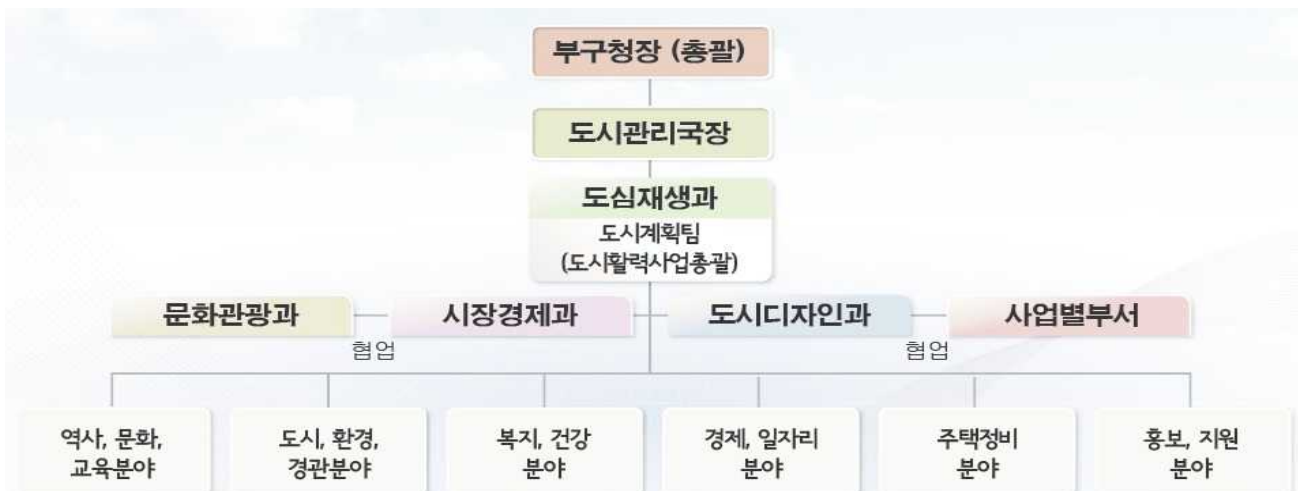 부구청장 (총괄)
도시관리국장
도심재생과
도시계획팀
(도시활력사업총괄)
문화관광과
시장경제과
도시디자인과
사업별부서
협업
협업
역사, 문화,
교육분야
도시, 환경,
경관분야
복지, 건강
분야
경제, 일자리
분야
주택정비
분야
홍보, 지원
분야